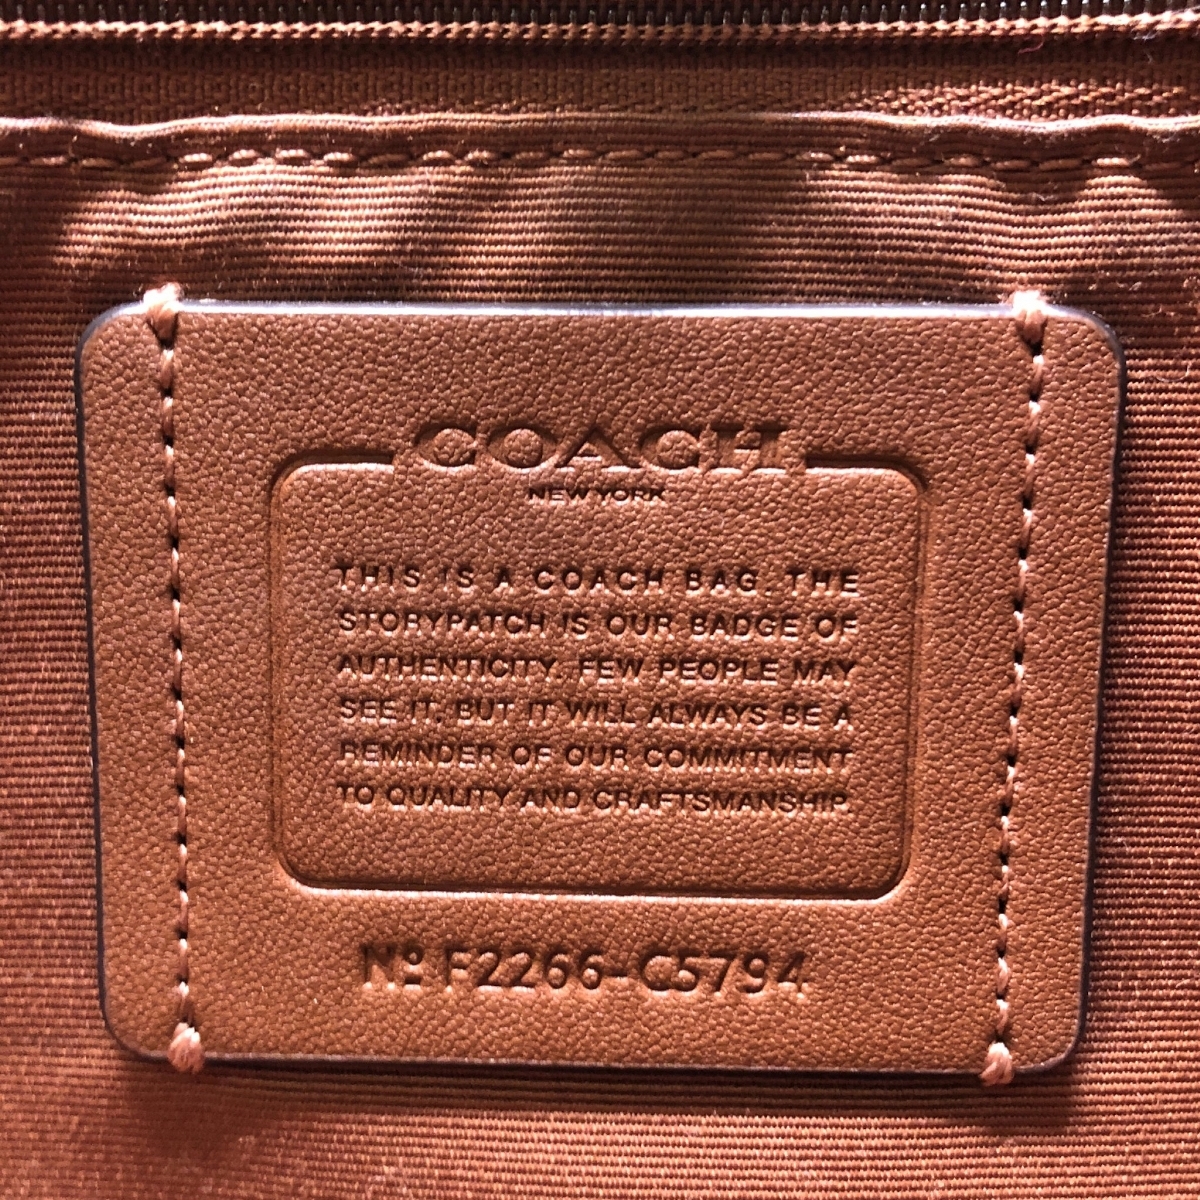 COACH
NEW YORK
THIS IS A COACH BAG. THE
STORYPATCH IS OUR BADGE OF
AUTHENTICITY. FEW PEOPLE MAY
SEE IT, BUT IT WILL ALWAYS BE A
REMINDER OF OUR COMMITMENT
TO QUALITY AND CRAFTSMANSHIP.
Nº F2266-C5794